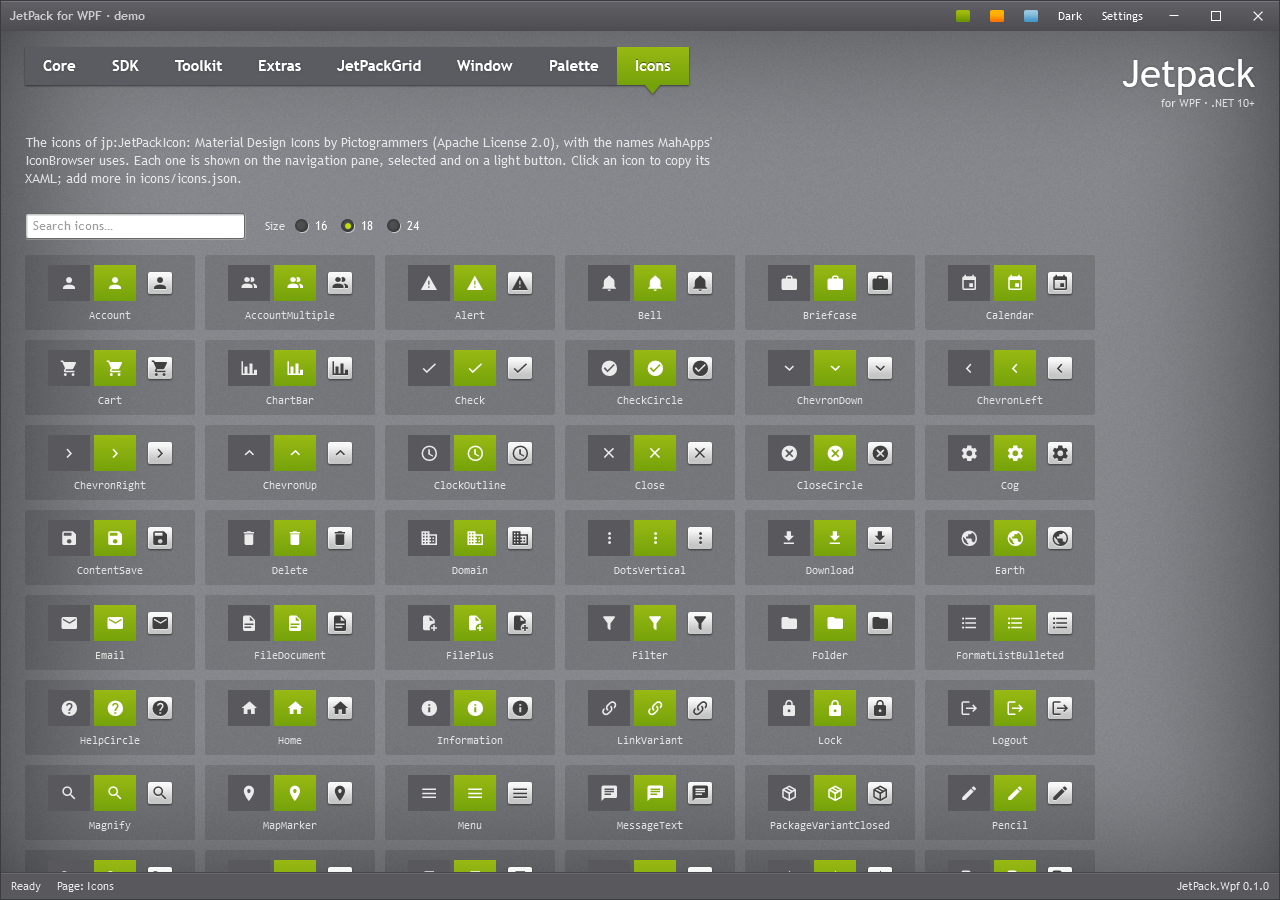 JetPack for WPF · demo
Dark Settings
Core SDK Toolkit Extras JetPackGrid Window Palette Icons
Jetpack
for WPF · .NET 10+
The icons of jp:JetPackIcon: Material Design Icons by Pictogrammers (Apache License 2.0), with the names MahApps'
IconBrowser uses. Each one is shown on the navigation pane, selected and on a light button. Click an icon to copy its
XAML; add more in icons/icons.json.
Search icons... Size 16 18 24
Account AccountMultiple Alert Bell Briefcase Calendar
Cart ChartBar Check CheckCircle ChevronDown ChevronLeft
ChevronRight ChevronUp ClockOutline Close CloseCircle Cog
ContentSave Delete Domain DotsVertical Download Earth
Email FileDocument FilePlus Filter Folder FormatListBulleted
HelpCircle Home Information LinkVariant Lock Logout
Magnify MapMarker Menu MessageText PackageVariantClosed Pencil
Ready Page: Icons JetPack.Wpf 0.1.0